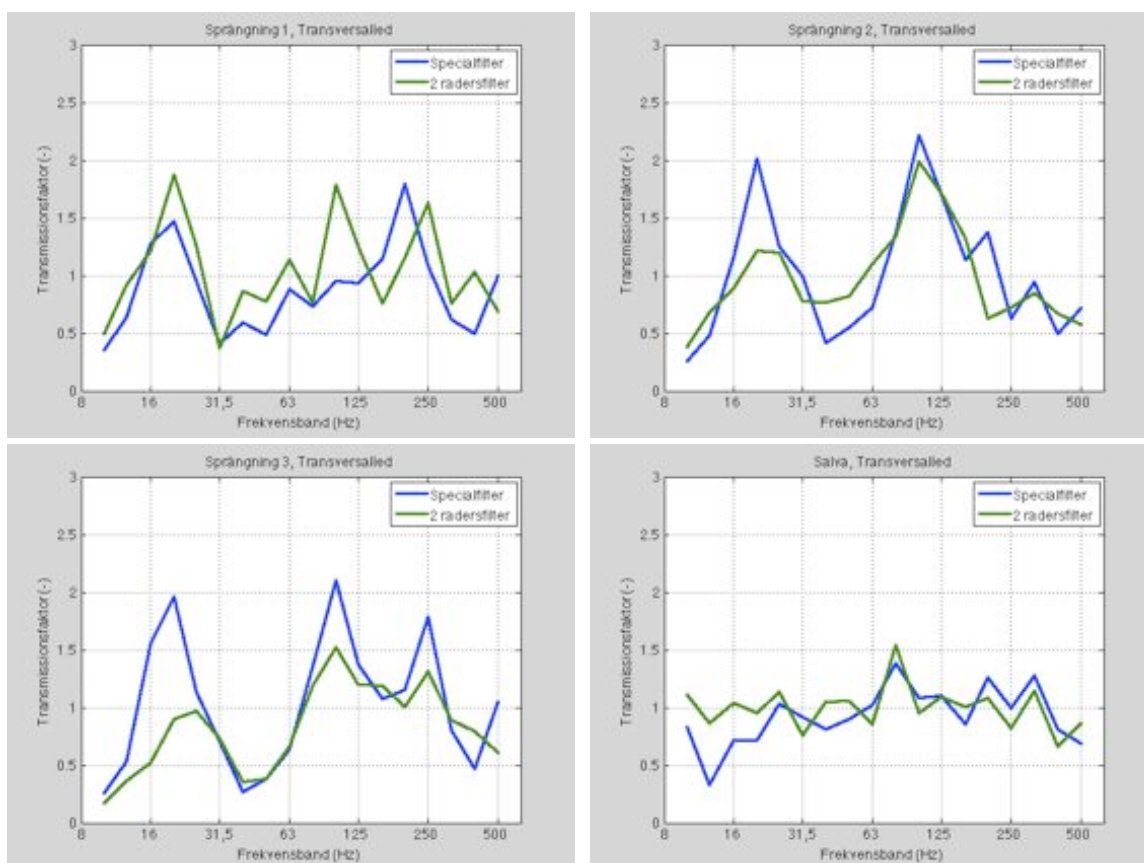 Sprängning 1, Transversalled
Transmissionsfaktor (-)
3
2.5
2
1.5
1
0.5
0
Specialfilter
2 radersfilter
8 16 31,5 63 125 250 500
Frekvensband (Hz)
Sprängning 2, Transversalled
Transmissionsfaktor (-)
3
2.5
2
1.5
1
0.5
0
Specialfilter
2 radersfilter
8 16 31,5 63 125 250 500
Frekvensband (Hz)
Sprängning 3, Transversalled
Transmissionsfaktor (-)
3
2.5
2
1.5
1
0.5
0
Specialfilter
2 radersfilter
8 16 31,5 63 125 250 500
Frekvensband (Hz)
Salva, Transversalled
Transmissionsfaktor (-)
3
2.5
2
1.5
1
0.5
0
Specialfilter
2 radersfilter
8 16 31,5 63 125 250 500
Frekvensband (Hz)